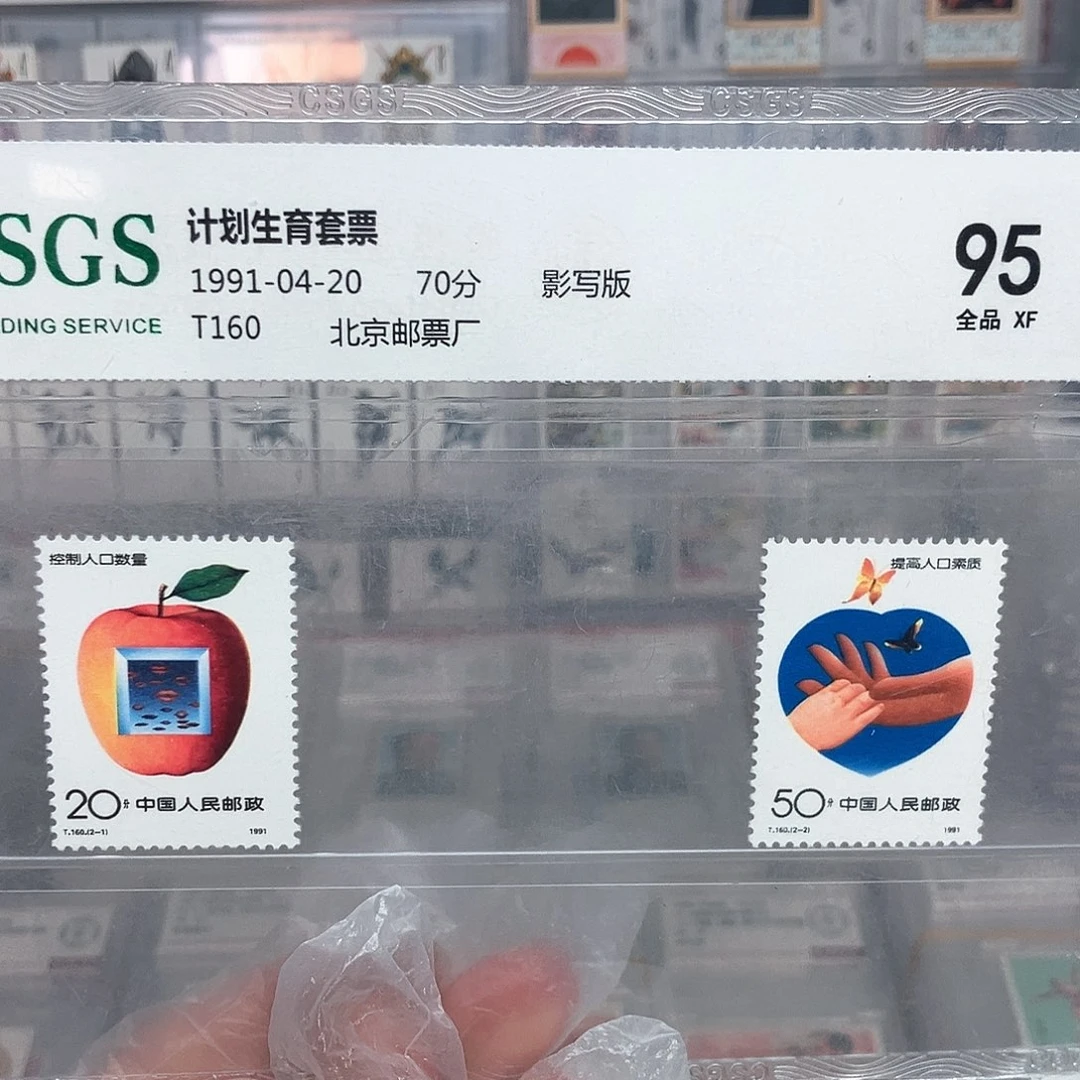 CSGS CSGS
SGS
DING SERVICE
计划生育套票
1991-04-20 70分 影写版
T160 北京邮票厂
95
全品 XF
控制人口数量
20分 中国人民邮政
T.160.(2-1) 1991
提高人口素质
50分 中国人民邮政
T.160.(2-2) 1991
CSGS